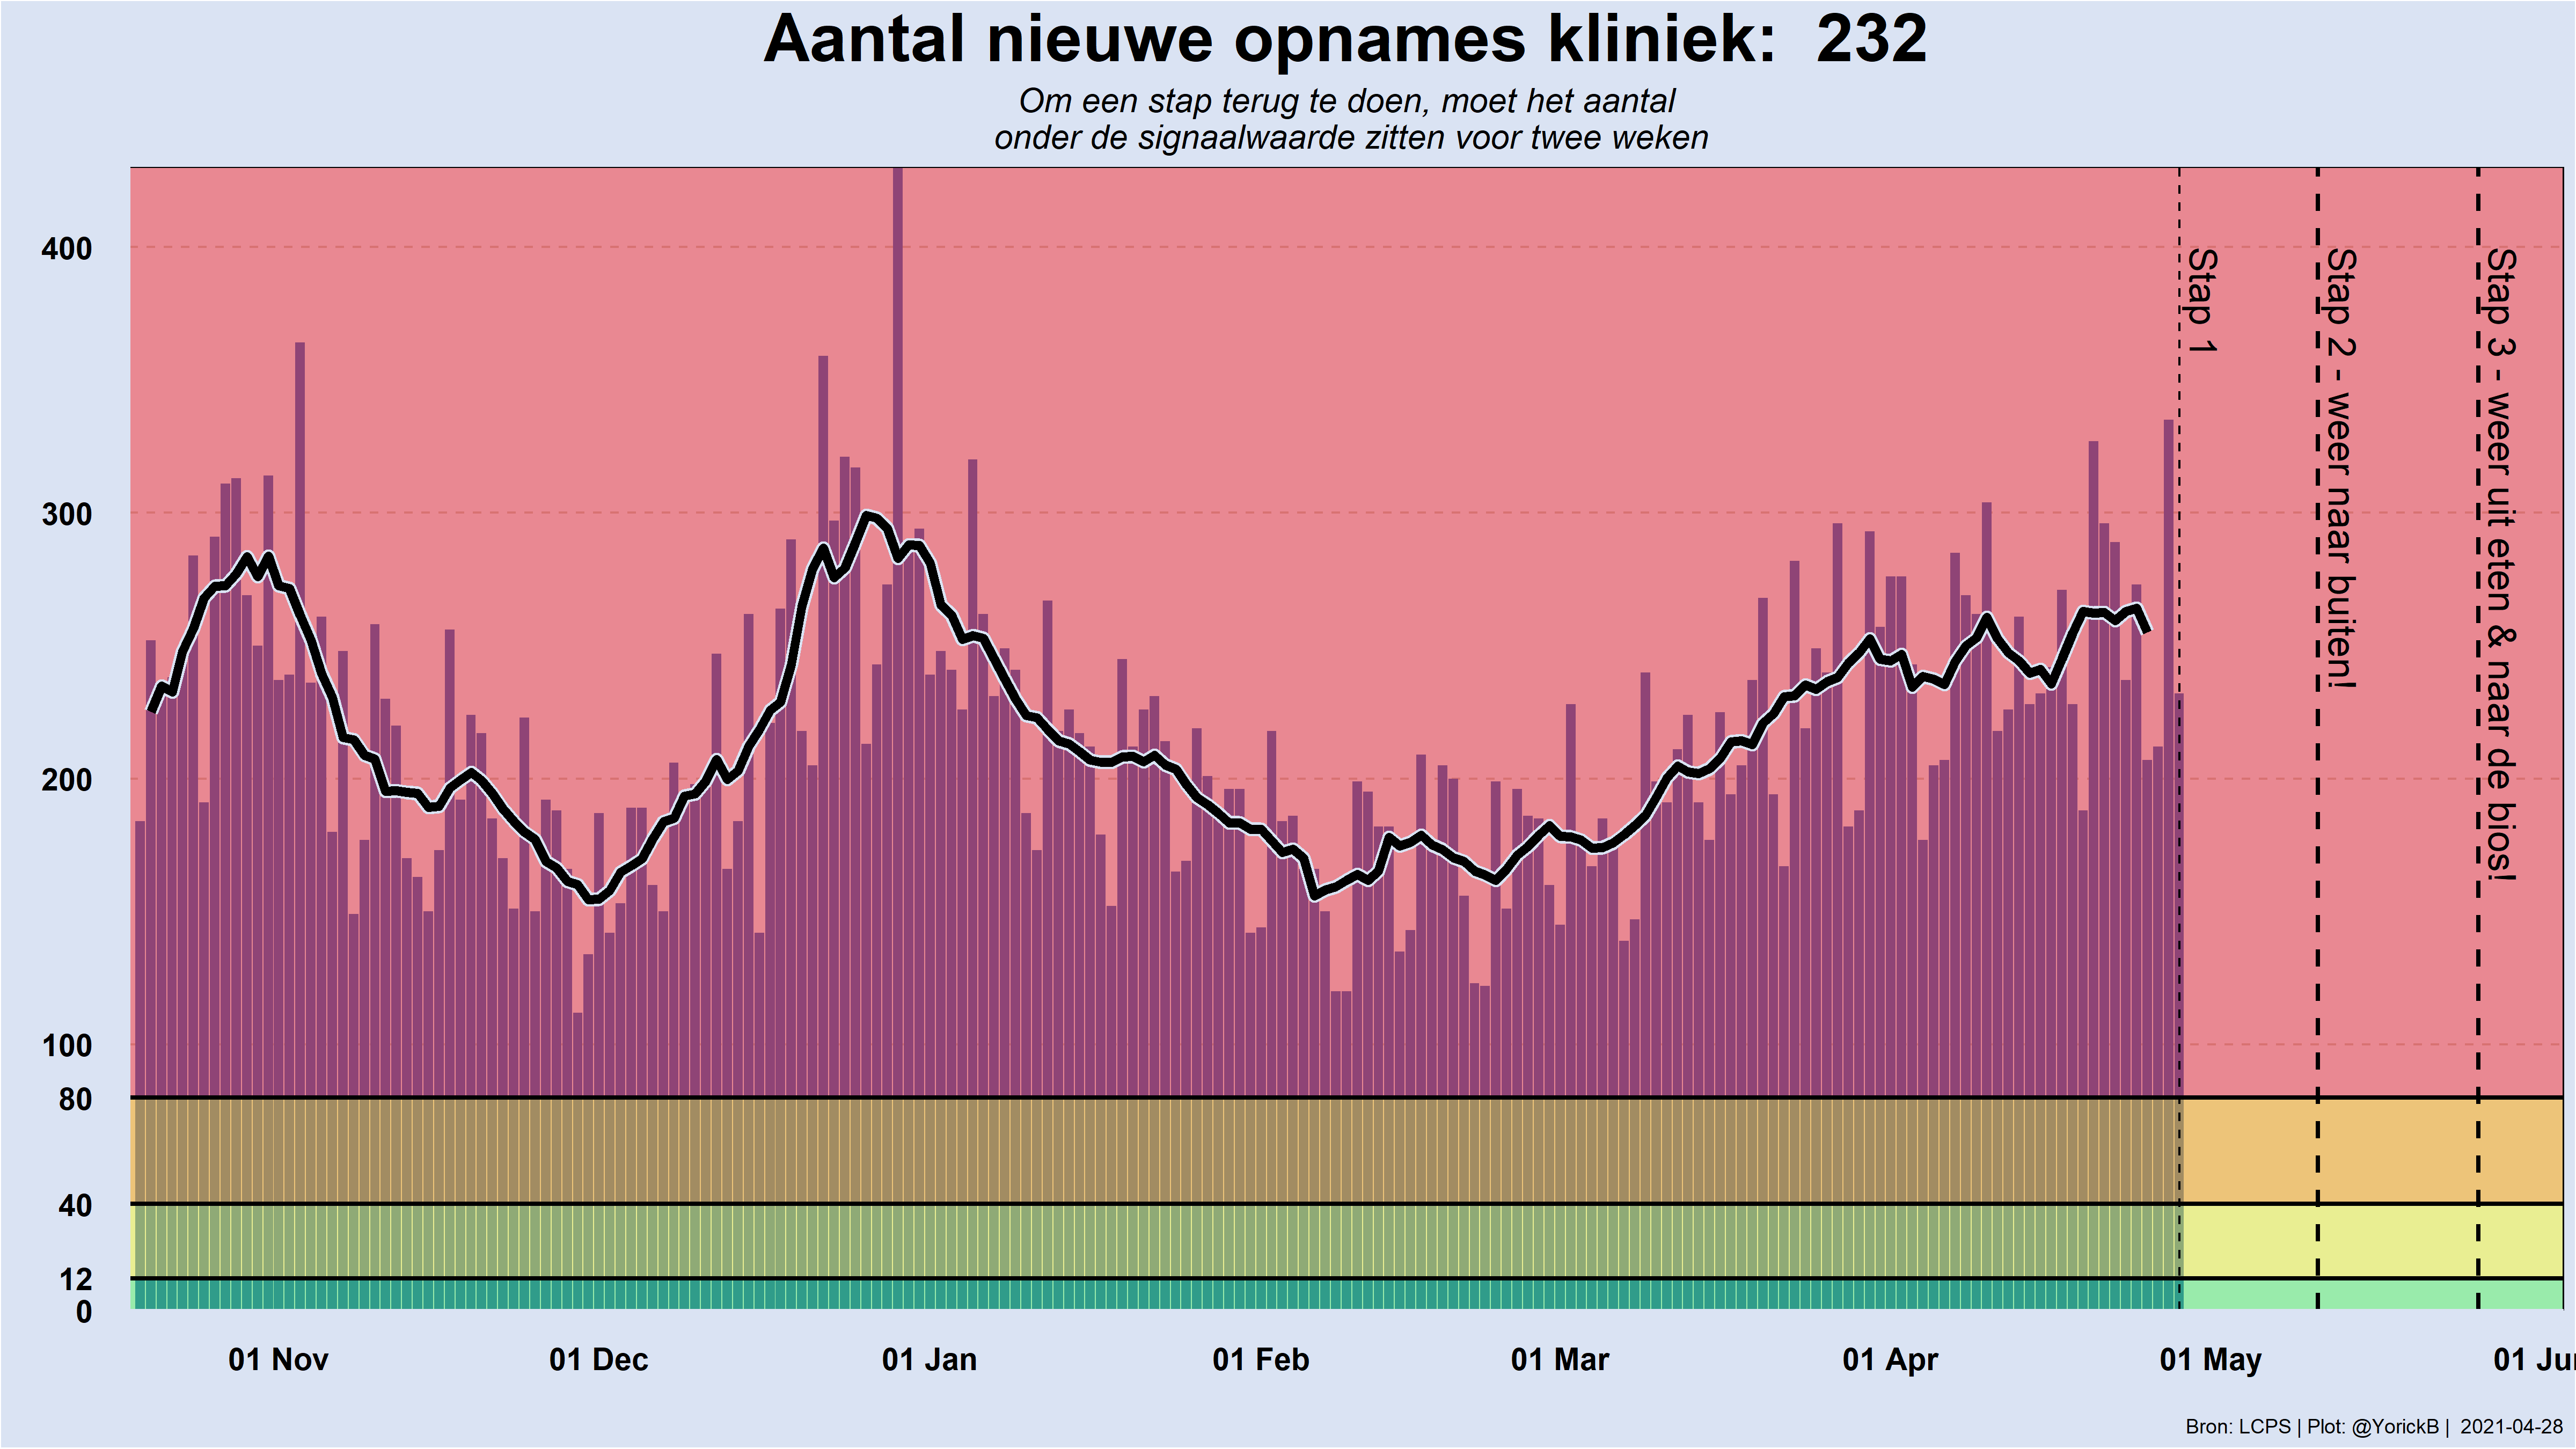 Aantal nieuwe opnames kliniek: 232
Om een stap terug te doen, moet het aantal
onder de signaalwaarde zitten voor twee weken
400
300
200
100
80
40
12
0
Stap 1
Stap 2 - weer naar buiten!
Stap 3 - weer uit eten & naar de bios!
01 Nov
01 Dec
01 Jan
01 Feb
01 Mar
01 Apr
01 May
01 Jun
Bron: LCPS | Plot: @YorickB | 2021-04-28